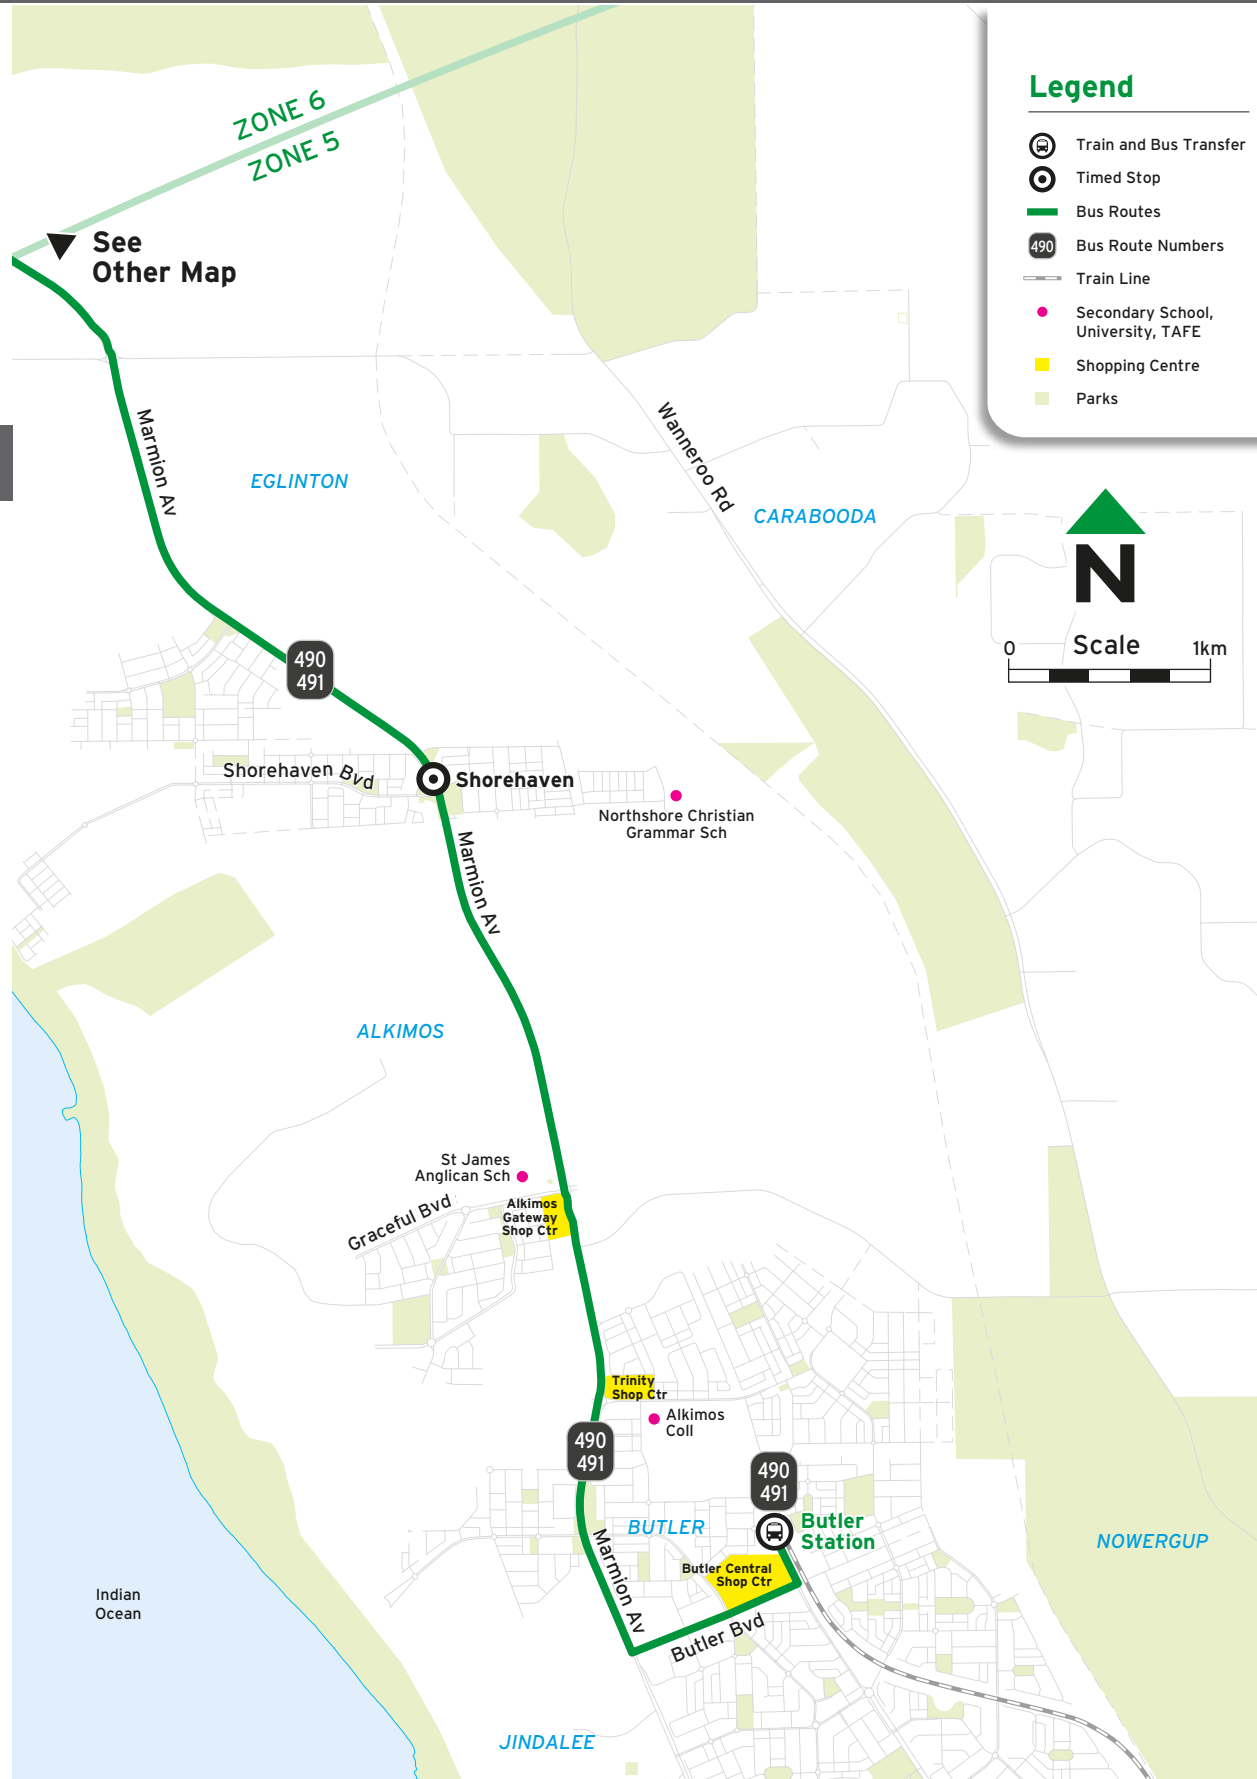 ZONE 6
ZONE 5
See
Other Map
Legend
Train and Bus Transfer
Timed Stop
Bus Routes
490
Bus Route Numbers
Train Line
Secondary School,
University, TAFE
Shopping Centre
Parks
Marmion Av
EGLINTON
Wanneroo Rd
CARABOODA
N
0
Scale
1km
490
491
Shorehaven Bvd
Shorehaven
Northshore Christian
Grammar Sch
Marmion Av
ALKIMOS
St James
Anglican Sch
Graceful Bvd
Alkimos
Gateway
Shop Ctr
Trinity
Shop Ctr
Alkimos
Coll
490
491
490
491
BUTLER
Butler
Station
Marmion Av
Butler Central
Shop Ctr
Butler Bvd
NOWERGUP
Indian
Ocean
JINDALEE